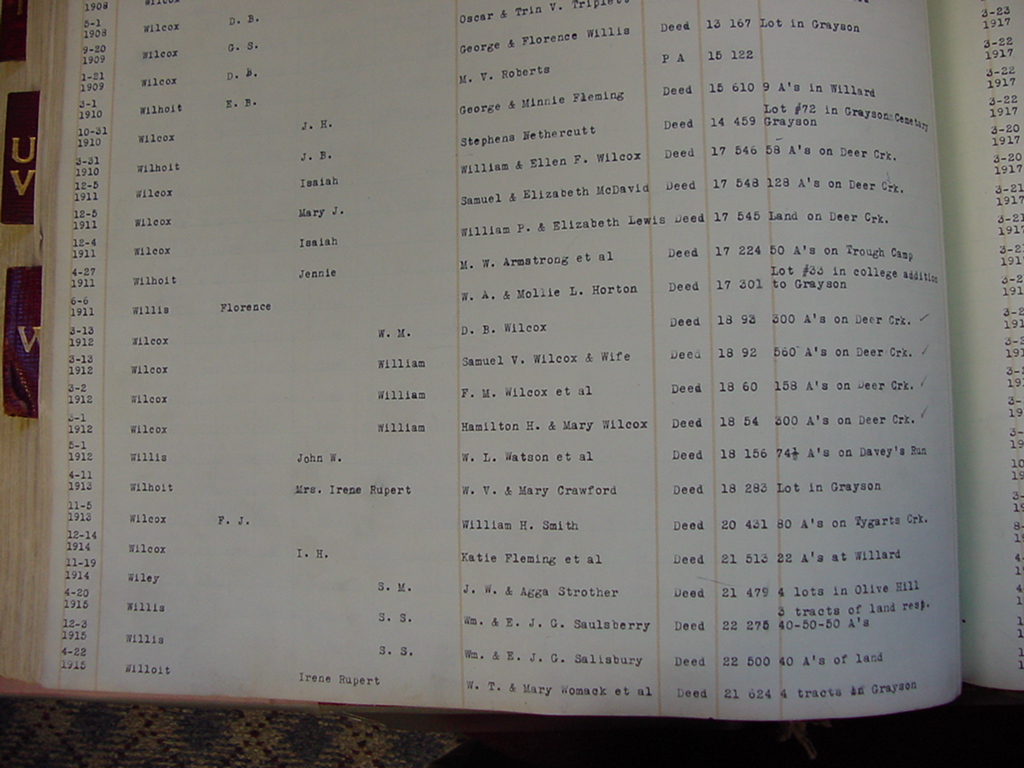 1908 Wilcox
5-1
1908 Wilcox D. B.
9-20
1909 Wilcox G. S. Oscar & Trin V. Triplett
1-21
1909 Wilcox D. B. George & Florence Willis Deed 13 167 Lot in Grayson
3-1
1910 Wilhoit E. B. M. V. Roberts P A 15 122
10-31
1910 Wilcox J. H. George & Minnie Fleming Deed 15 610 9 A's in Willard
3-31 Lot #72 in Grayson Cemetary
1910 Wilhoit J. B. Stephens Nethercutt Deed 14 459 Grayson
12-5
1911 Wilcox Isaiah William & Ellen F. Wilcox Deed 17 546 58 A's on Deer Crk.
12-5
1911 Wilcox Mary J. Samuel & Elizabeth McDavid Deed 17 548 128 A's on Deer Crk.
12-4
1911 Wilcox Isaiah William P. & Elizabeth Lewis Deed 17 545 Land on Deer Crk.
4-27
1911 Wilhoit Jennie M. W. Armstrong et al Deed 17 224 50 A's on Trough Camp
6-6 Lot #33 in college addition
1911 Willis Florence W. A. & Mollie L. Horton Deed 17 301 to Grayson
3-13
1912 Wilcox W. M. D. B. Wilcox Deed 18 93 300 A's on Deer Crk. ✓
3-13
1912 Wilcox William Samuel V. Wilcox & Wife Deed 18 92 560 A's on Deer Crk. ✓
3-2
1912 Wilcox William F. M. Wilcox et al Deed 18 60 158 A's on Deer Crk. ✓
3-1
1912 Wilcox William Hamilton H. & Mary Wilcox Deed 18 54 300 A's on Deer Crk. ✓
5-1
1912 Willis John W. W. L. Watson et al Deed 18 156 74½ A's on Davey's Run
4-11
1913 Wilhoit Mrs. Irene Rupert W. V. & Mary Crawford Deed 18 283 Lot in Grayson
11-5
1913 Wilcox F. J. William H. Smith Deed 20 431 80 A's on Tygarts Crk.
12-14
1914 Wilcox I. H. Katie Fleming et al Deed 21 513 22 A's at Willard
11-19
1914 Wiley S. M. J. W. & Agga Strother Deed 21 479 4 lots in Olive Hill
4-20 3 tracts of land resp.
1915 Willis S. S. Wm. & E. J. G. Saulsberry Deed 22 275 40-50-50 A's
12-3
1915 Willis S. S. Wm. & E. J. G. Salisbury Deed 22 500 40 A's of land
4-22
1915 Willoit Irene Rupert W. T. & Mary Womack et al Deed 21 624 4 tracts in Grayson
U
V
W
3-23
1917
3-22
1917
3-22
1917
3-22
1917
3-20
1917
3-20
1917
3-21